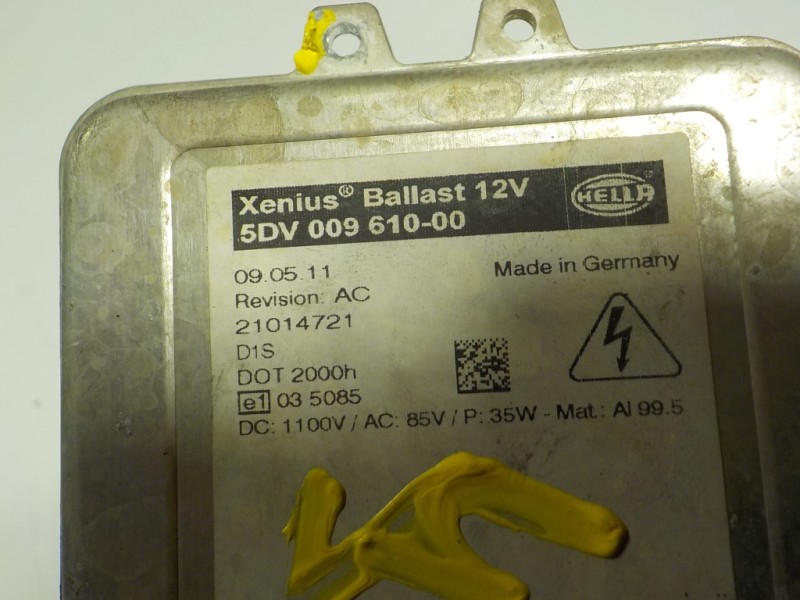 Xenius® Ballast 12V
5DV 009 610-00
HELLA ®
09.05.11
Made in Germany
Revision: AC
21014721
D1S
DOT 2000h
e1 03 5085
DC: 1100V / AC: 85V / P: 35W - Mat.: Al 99.5